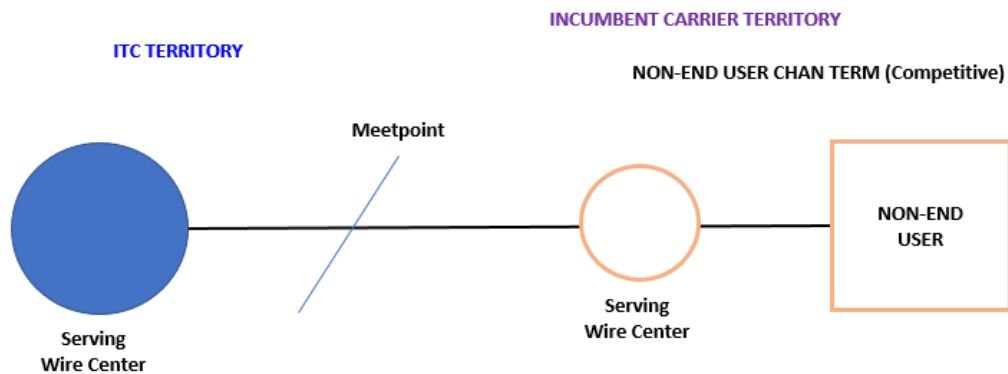 INCUMBENT CARRIER TERRITORY
ITC TERRITORY
NON-END USER CHAN TERM (Competitive)
Meetpoint
NON-END
USER
Serving
Wire Center
Serving
Wire Center